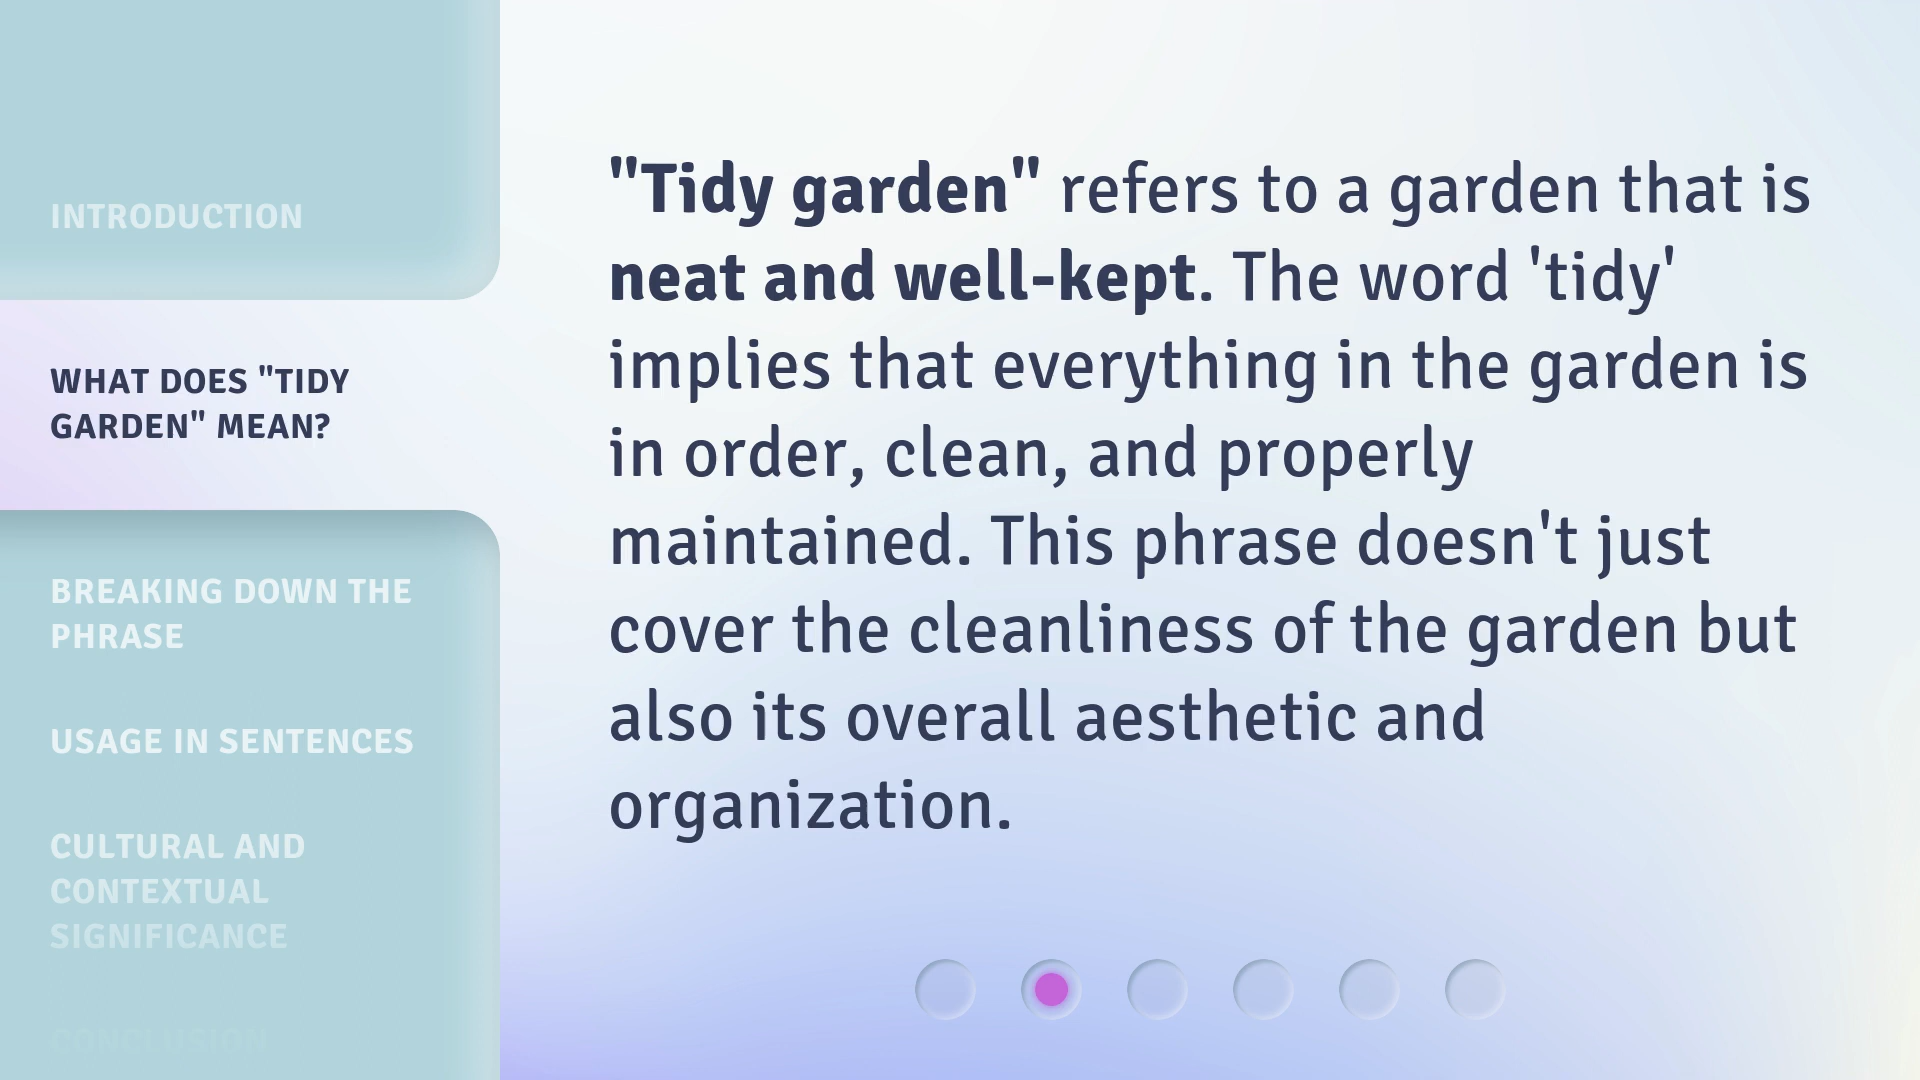 INTRODUCTION
WHAT DOES "TIDY
GARDEN" MEAN?
BREAKING DOWN THE
PHRASE
USAGE IN SENTENCES
CULTURAL AND
CONTEXTUAL
SIGNIFICANCE
CONCLUSION
"Tidy garden" refers to a garden that is
neat and well-kept. The word 'tidy'
implies that everything in the garden is
in order, clean, and properly
maintained. This phrase doesn't just
cover the cleanliness of the garden but
also its overall aesthetic and
organization.